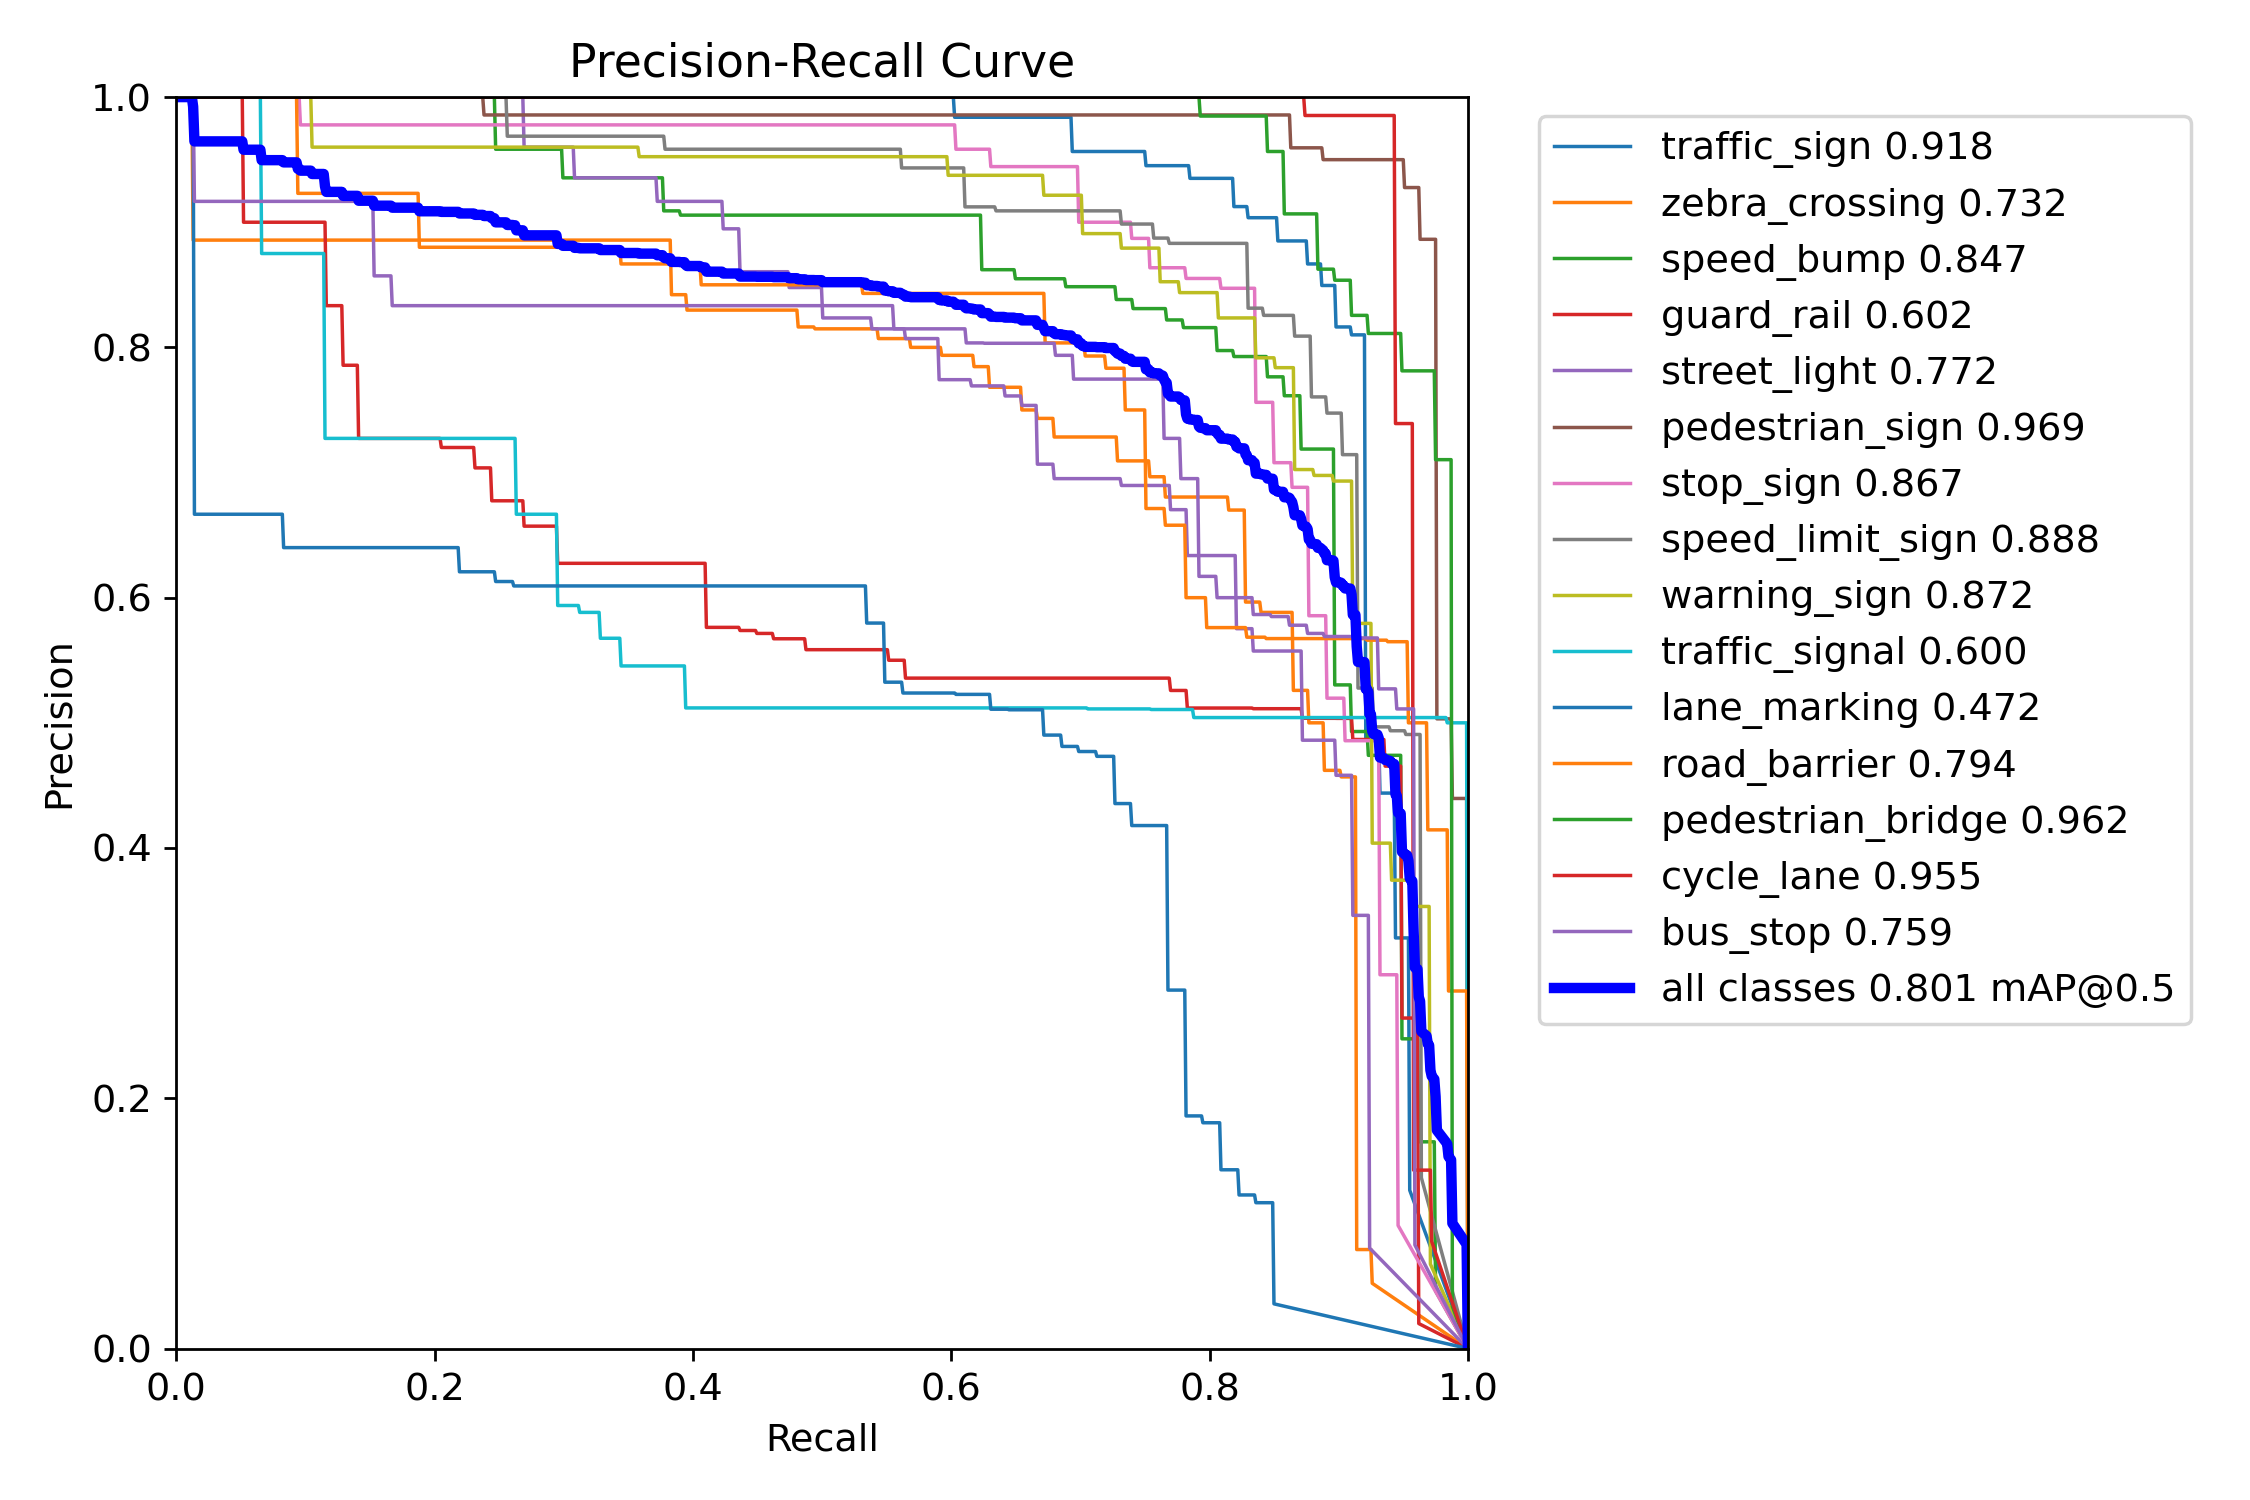 Precision-Recall Curve
1.0
0.8
0.6
0.4
0.2
0.0
Precision
0.0 0.2 0.4 0.6 0.8 1.0
Recall
traffic_sign 0.918
zebra_crossing 0.732
speed_bump 0.847
guard_rail 0.602
street_light 0.772
pedestrian_sign 0.969
stop_sign 0.867
speed_limit_sign 0.888
warning_sign 0.872
traffic_signal 0.600
lane_marking 0.472
road_barrier 0.794
pedestrian_bridge 0.962
cycle_lane 0.955
bus_stop 0.759
all classes 0.801 mAP@0.5